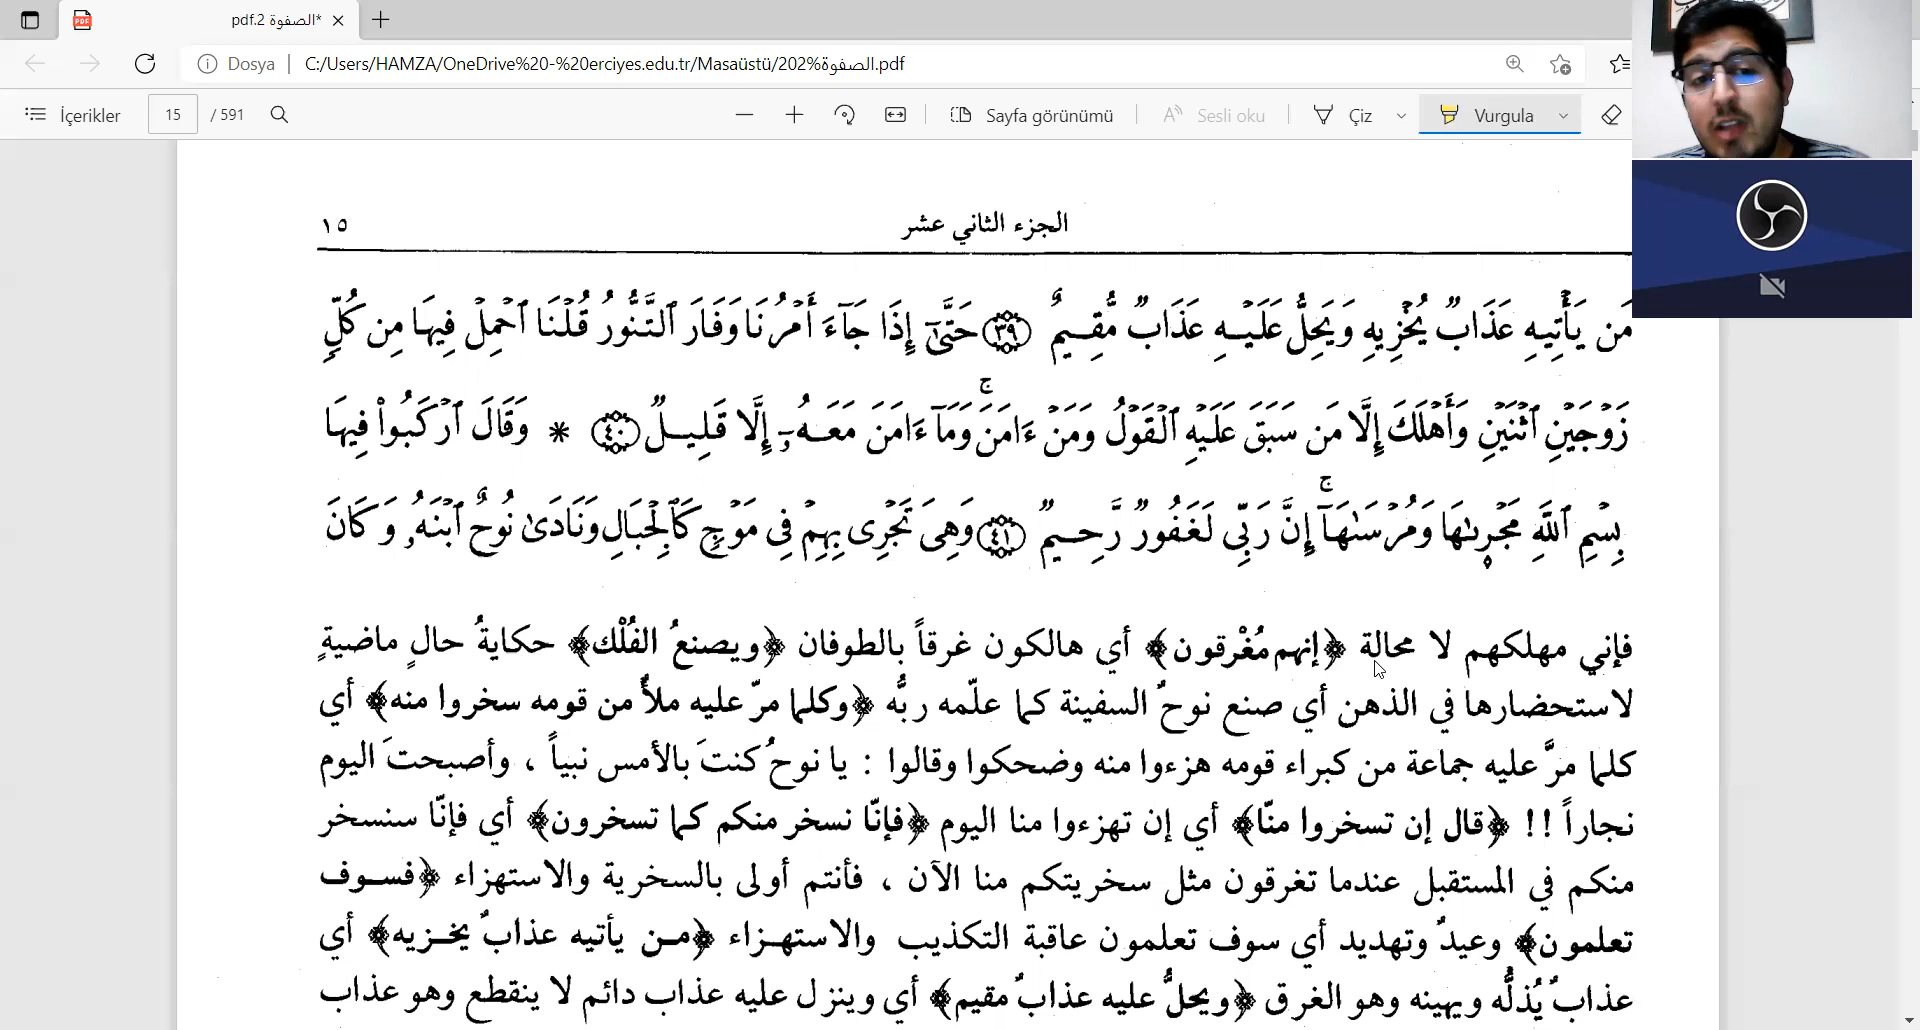 الصفوة 2.pdf*
Dosya | C:/Users/HAMZA/OneDrive%20-%20erciyes.edu.tr/Masaüstü/202%الصفوة.pdf
İçerikler 15 / 591 Sayfa görünümü Sesli oku Çiz Vurgula
الجزء الثاني عشر ١٥
مَن يَأْتِيهِ عَذَابٌ يُخْزِيهِ وَيَحِلُّ عَلَيْهِ عَذَابٌ مُّقِيمٌ ﴿٣٩﴾ حَتَّىٰٓ إِذَا جَآءَ أَمْرُنَا وَفَارَ ٱلتَّنُّورُ قُلْنَا ٱحْمِلْ فِيهَا مِن كُلٍّ
زَوْجَيْنِ ٱثْنَيْنِ وَأَهْلَكَ إِلَّا مَن سَبَقَ عَلَيْهِ ٱلْقَوْلُ وَمَنْ ءَامَنَ ۚ وَمَآ ءَامَنَ مَعَهُۥٓ إِلَّا قَلِيلٌ ﴿٤٠﴾ * وَقَالَ ٱرْكَبُوا۟ فِيهَا
بِسْمِ ٱللَّهِ مَجْر۪ىٰهَا وَمُرْسَىٰهَآ ۚ إِنَّ رَبِّى لَغَفُورٌ رَّحِيمٌ ﴿٤١﴾ وَهِىَ تَجْرِى بِهِمْ فِى مَوْجٍ كَٱلْجِبَالِ وَنَادَىٰ نُوحٌ ٱبْنَهُۥ وَكَانَ
فإني مهلكهم لا محالة ﴿إنهم مُغْرقون﴾ أي هالكون غرقاً بالطوفان ﴿ويصنعُ الفُلْك﴾ حكايةُ حالٍ ماضيةٍ
لاستحضارها في الذهن أي صنع نوحٌ السفينة كما علّمه ربُّه ﴿وكلما مرّ عليه ملأٌ من قومه سخروا منه﴾ أي
كلما مرَّ عليه جماعة من كبراء قومه هزءوا منه وضحكوا وقالوا : يا نوحُ كنتَ بالأمس نبياً ، وأصبحتَ اليوم
نجاراً !! ﴿قال إن تسخروا منّا﴾ أي إن تهزءوا منا اليوم ﴿فإنّا نسخر منكم كما تسخرون﴾ أي فإنّا سنسخر
منكم في المستقبل عندما تغرقون مثل سخريتكم منا الآن ، فأنتم أولى بالسخرية والاستهزاء ﴿فسوف
تعلمون﴾ وعيدٌ وتهديد أي سوف تعلمون عاقبة التكذيب والاستهزاء ﴿من يأتيه عذابٌ يخزيه﴾ أي
عذابٌ يُذلُّه ويهينه وهو الغرق ﴿ويحلُّ عليه عذابٌ مقيم﴾ أي وينزل عليه عذاب دائم لا ينقطع وهو عذاب